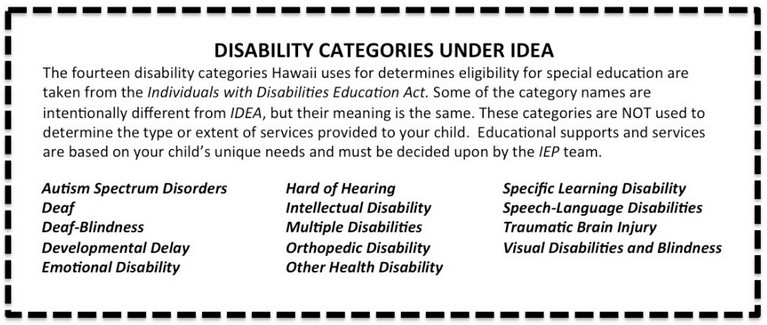 DISABILITY CATEGORIES UNDER IDEA
The fourteen disability categories Hawaii uses for determines eligibility for special education are
taken from the Individuals with Disabilities Education Act. Some of the category names are
intentionally different from IDEA, but their meaning is the same. These categories are NOT used to
determine the type or extent of services provided to your child. Educational supports and services
are based on your child's unique needs and must be decided upon by the IEP team.
Autism Spectrum Disorders
Deaf
Deaf-Blindness
Developmental Delay
Emotional Disability
Hard of Hearing
Intellectual Disability
Multiple Disabilities
Orthopedic Disability
Other Health Disability
Specific Learning Disability
Speech-Language Disabilities
Traumatic Brain Injury
Visual Disabilities and Blindness